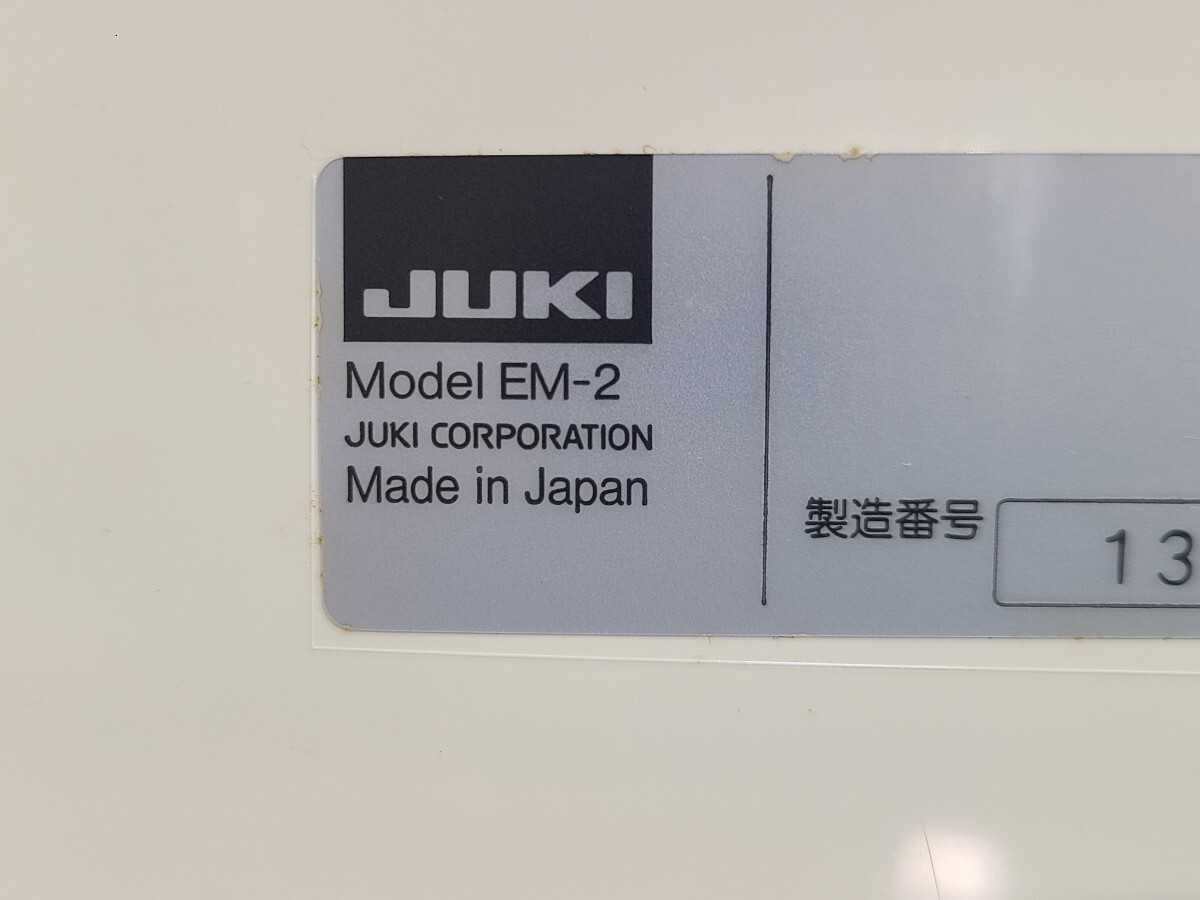 JUKI
Model EM-2
JUKI CORPORATION
Made in Japan
製造番号 13